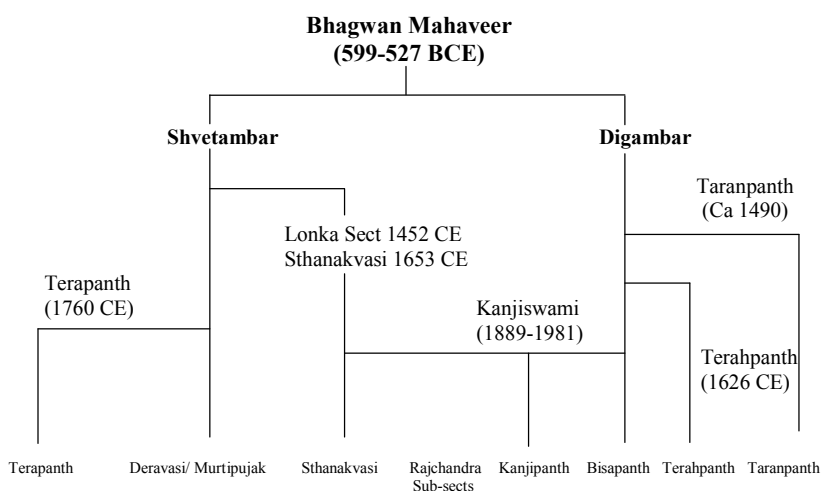 Bhagwan Mahaveer
(599-527 BCE)
Shvetambar
Digambar
Taranpanth
(Ca 1490)
Lonka Sect 1452 CE
Sthanakvasi 1653 CE
Terapanth
(1760 CE)
Kanjiswami
(1889-1981)
Terahpanth
(1626 CE)
Terapanth
Deravasi/ Murtipujak
Sthanakvasi
Rajchandra
Sub-sects
Kanjipanth
Bisapanth
Terahpanth
Taranpanth